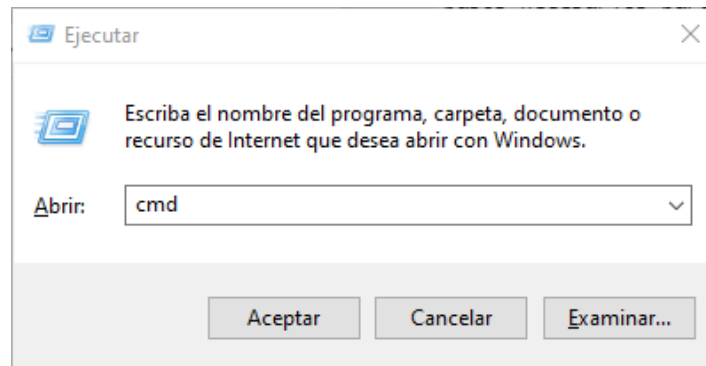 Ejecutar
Escriba el nombre del programa, carpeta, documento o
recurso de Internet que desea abrir con Windows.
Abrir: cmd
Aceptar Cancelar Examinar...